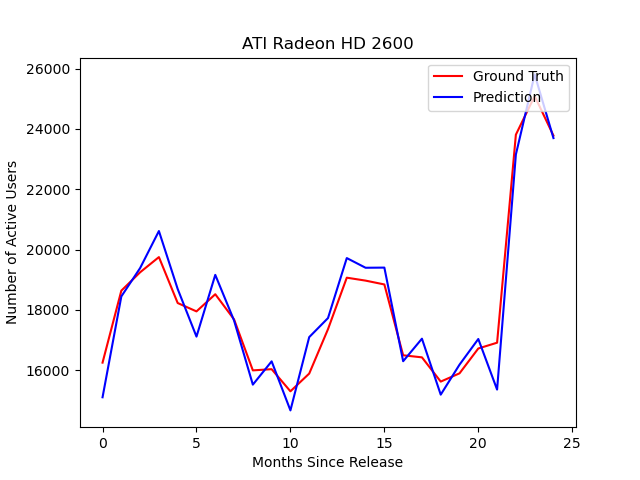 ATI Radeon HD 2600
Ground Truth
Prediction
Number of Active Users
26000
24000
22000
20000
18000
16000
0 5 10 15 20 25
Months Since Release